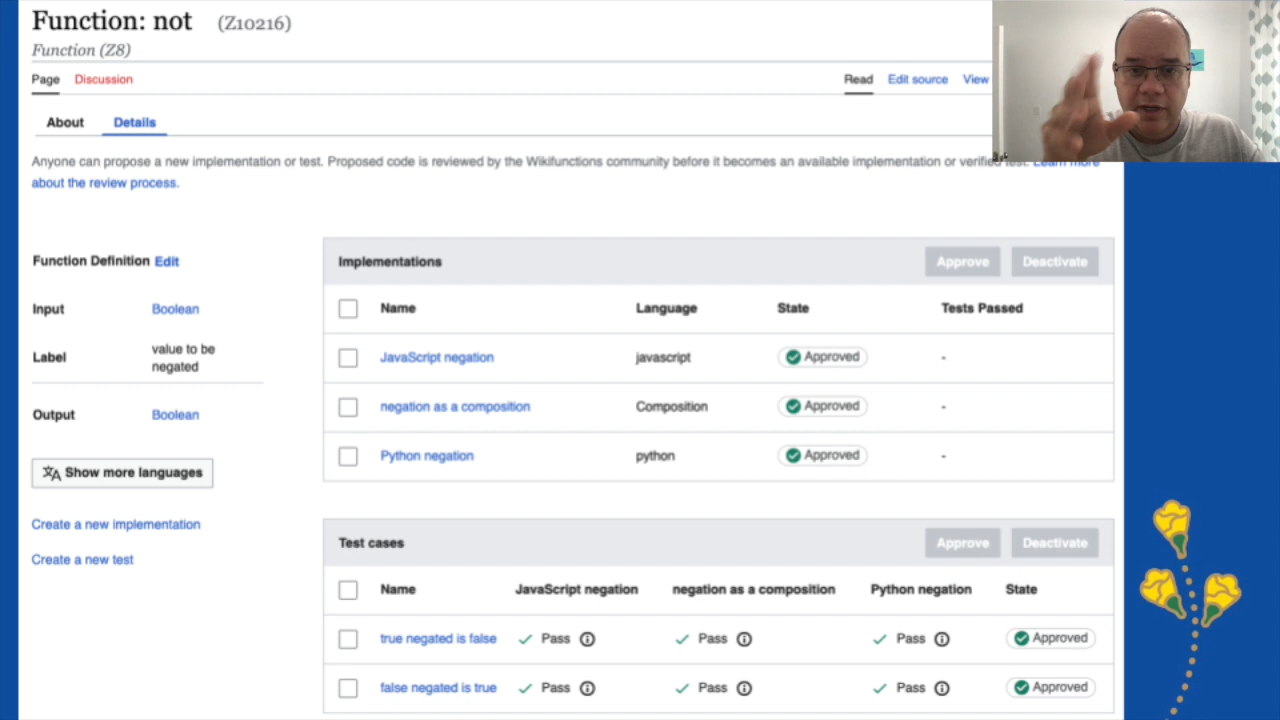 Function: not (Z10216)
Function (Z8)
Page Discussion Read Edit source View
About Details
Anyone can propose a new implementation or test. Proposed code is reviewed by the Wikifunctions community before it becomes an available implementation or verified test. Learn more
about the review process.
Function Definition Edit
Input Boolean
Label value to be
negated
Output Boolean
Show more languages
Create a new implementation
Create a new test
Implementations Approve Deactivate
Name Language State Tests Passed
JavaScript negation javascript Approved -
negation as a composition Composition Approved -
Python negation python Approved -
Test cases Approve Deactivate
Name JavaScript negation negation as a composition Python negation State
true negated is false Pass Pass Pass Approved
false negated is true Pass Pass Pass Approved